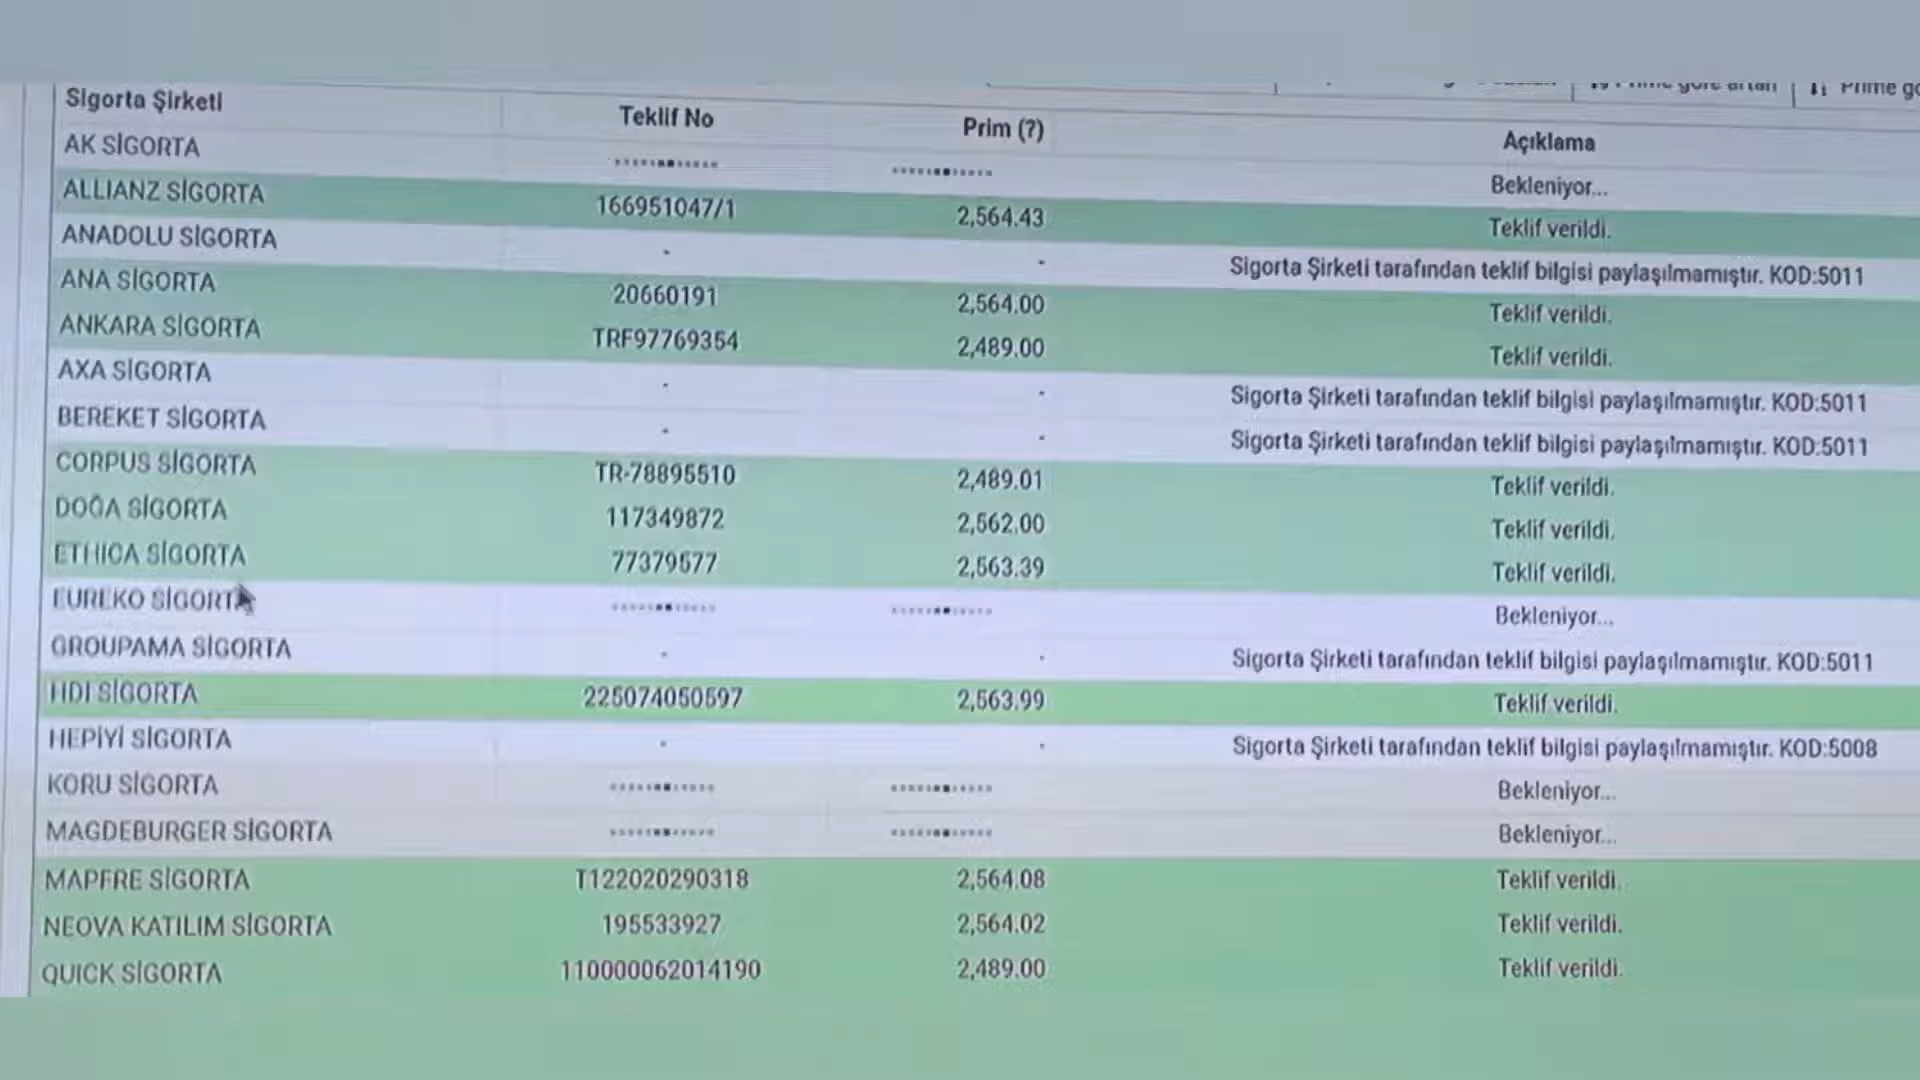 Prime göre artan Prime gö
Sigorta Şirketi Teklif No Prim (?) Açıklama
AK SİGORTA Bekleniyor...
ALLIANZ SİGORTA 166951047/1 2,564.43 Teklif verildi.
ANADOLU SİGORTA - - Sigorta Şirketi tarafından teklif bilgisi paylaşılmamıştır. KOD:5011
ANA SİGORTA 20660191 2,564.00 Teklif verildi.
ANKARA SİGORTA TRF97769354 2,489.00 Teklif verildi.
AXA SİGORTA - - Sigorta Şirketi tarafından teklif bilgisi paylaşılmamıştır. KOD:5011
BEREKET SİGORTA - - Sigorta Şirketi tarafından teklif bilgisi paylaşılmamıştır. KOD:5011
CORPUS SİGORTA TR-78895510 2,489.01 Teklif verildi.
DOĞA SİGORTA 117349872 2,562.00 Teklif verildi.
ETHICA SİGORTA 77379577 2,563.39 Teklif verildi.
EUREKO SİGORTA Bekleniyor...
GROUPAMA SİGORTA - - Sigorta Şirketi tarafından teklif bilgisi paylaşılmamıştır. KOD:5011
HDI SİGORTA 225074050597 2,563.99 Teklif verildi.
HEPİYİ SİGORTA - - Sigorta Şirketi tarafından teklif bilgisi paylaşılmamıştır. KOD:5008
KORU SİGORTA Bekleniyor...
MAGDEBURGER SİGORTA Bekleniyor...
MAPFRE SİGORTA T122020290318 2,564.08 Teklif verildi.
NEOVA KATILIM SİGORTA 195533927 2,564.02 Teklif verildi.
QUICK SİGORTA 110000062014190 2,489.00 Teklif verildi.